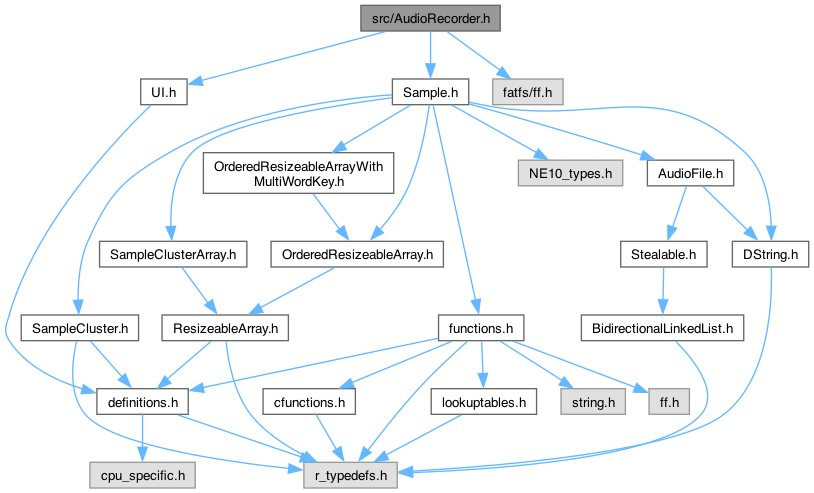 src/AudioRecorder.h
UI.h
Sample.h
fatfs/ff.h
OrderedResizeableArrayWith
MultiWordKey.h
NE10_types.h
AudioFile.h
SampleClusterArray.h
OrderedResizeableArray.h
Stealable.h
DString.h
SampleCluster.h
ResizeableArray.h
functions.h
BidirectionalLinkedList.h
definitions.h
cfunctions.h
lookuptables.h
string.h
ff.h
cpu_specific.h
r_typedefs.h